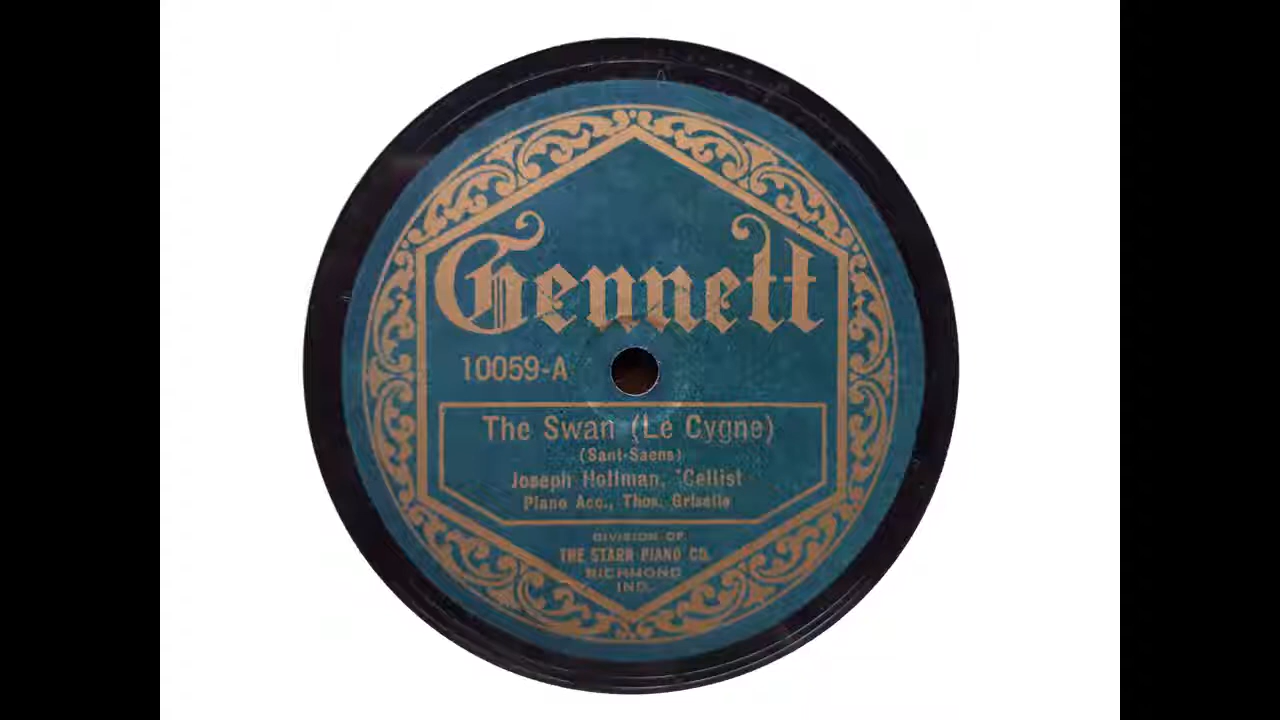 Gennett
10059-A
The Swan (Le Cygne)
(Sant-Saens)
Joseph Hollman, 'Cellist
Piano Acc., Thos. Griselle
DIVISION OF
THE STARR PIANO CO.
RICHMOND
IND.